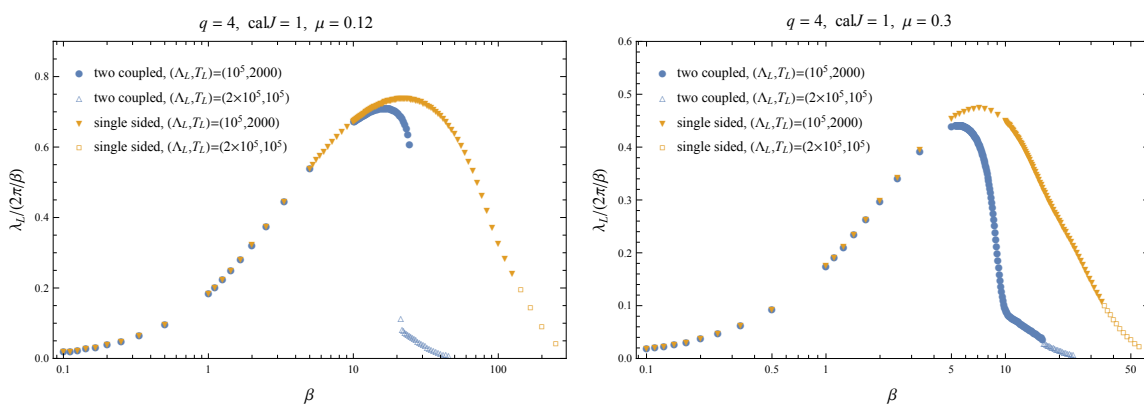 q = 4, calJ = 1, μ = 0.12
two coupled, (Λ_L,T_L)=(10^5,2000)
two coupled, (Λ_L,T_L)=(2×10^5,10^5)
single sided, (Λ_L,T_L)=(10^5,2000)
single sided, (Λ_L,T_L)=(2×10^5,10^5)
λ_L/(2π/β)
0.8
0.6
0.4
0.2
0.0
0.1
1
10
100
β
q = 4, calJ = 1, μ = 0.3
two coupled, (Λ_L,T_L)=(10^5,2000)
two coupled, (Λ_L,T_L)=(2×10^5,10^5)
single sided, (Λ_L,T_L)=(10^5,2000)
single sided, (Λ_L,T_L)=(2×10^5,10^5)
λ_L/(2π/β)
0.6
0.5
0.4
0.3
0.2
0.1
0.0
0.1
0.5
1
5
10
50
β